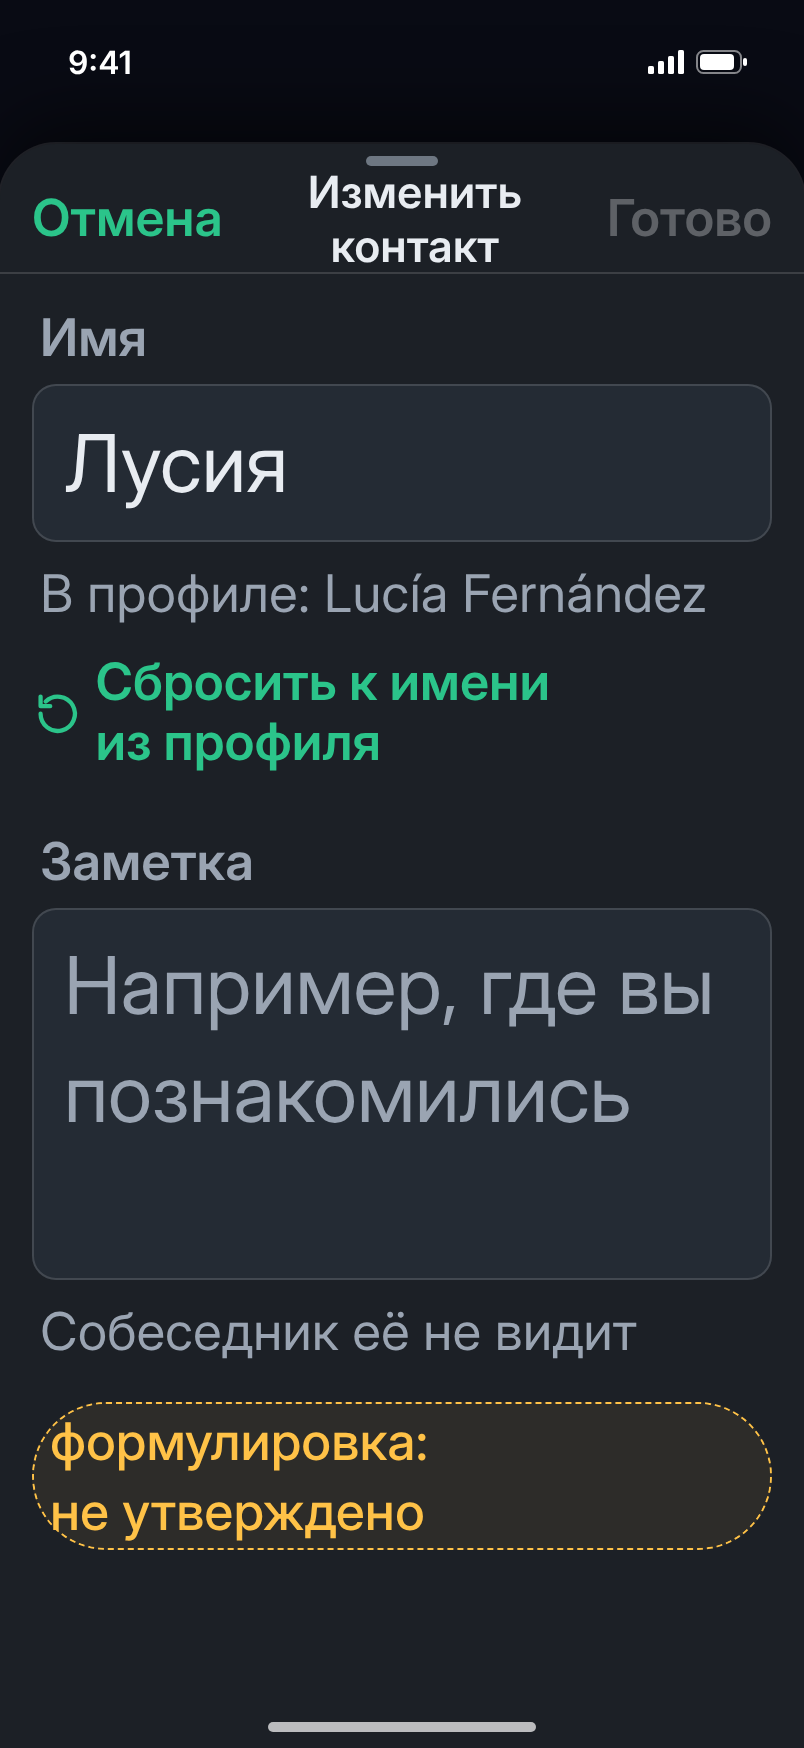 9:41
Отмена
Изменить
контакт
Готово
Имя
Лусия
В профиле: Lucía Fernández
Сбросить к имени
из профиля
Заметка
Например, где вы
познакомились
Собеседник её не видит
формулировка:
не утверждено